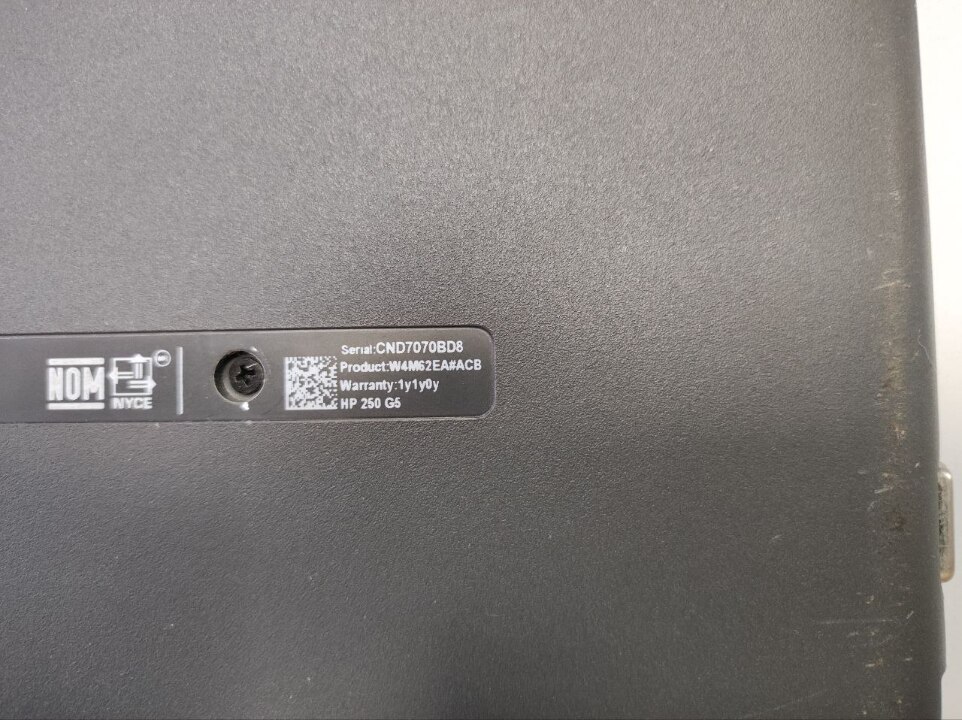 NOM
NYCE
Serial:CND7070BD8
Product:W4M62EA#ACB
Warranty:1y1y0y
HP 250 G5